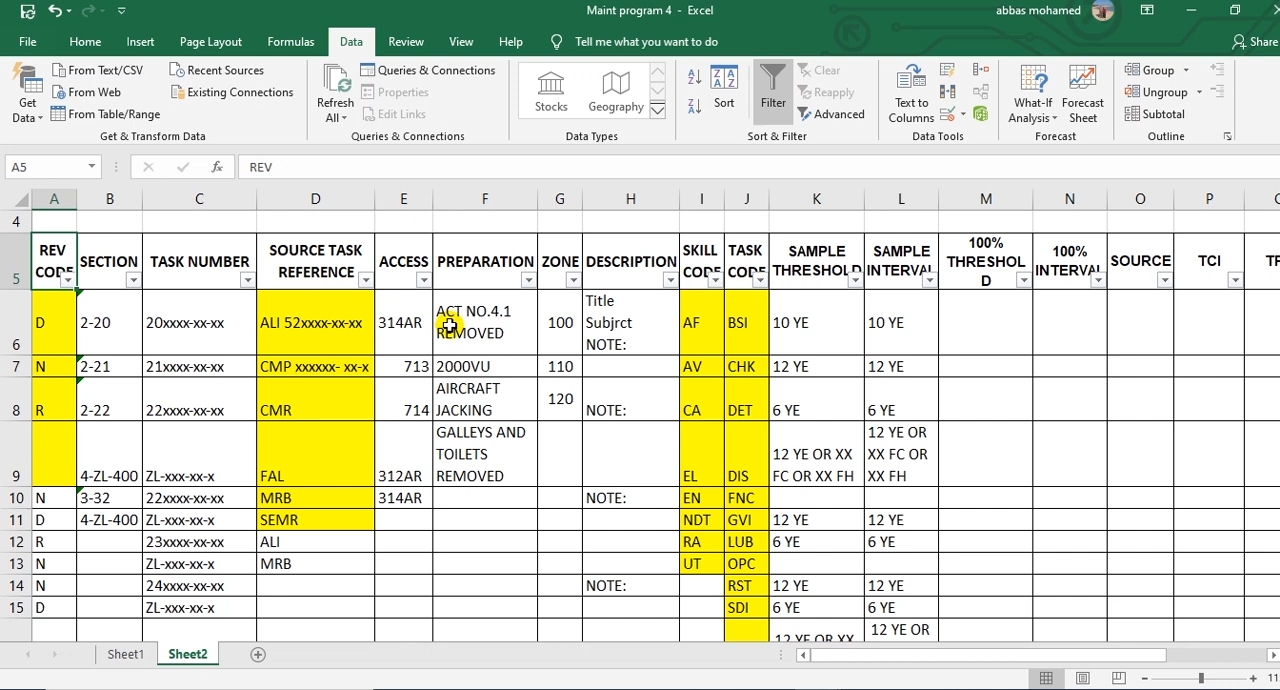 Maint program 4 - Excel
abbas mohamed
File Home Insert Page Layout Formulas Data Review View Help Tell me what you want to do Share
Get Data
From Text/CSV
From Web
From Table/Range
Recent Sources
Existing Connections
Get & Transform Data
Refresh All
Queries & Connections
Properties
Edit Links
Queries & Connections
Stocks Geography
Data Types
Sort
Filter
Clear
Reapply
Advanced
Sort & Filter
Text to Columns
Data Tools
What-If Analysis
Forecast Sheet
Forecast
Group
Ungroup
Subtotal
Outline
A5 fx REV
A B C D E F G H I J K L M N O P
4
5 REV CODE SECTION TASK NUMBER SOURCE TASK REFERENCE ACCESS PREPARATION ZONE DESCRIPTION SKILL CODE TASK CODE SAMPLE THRESHOLD SAMPLE INTERVAL 100% THRESHOL D 100% INTERVAL SOURCE TCI
6 D 2-20 20xxxx-xx-xx ALI 52xxxx-xx-xx 314AR ACT NO.4.1 REMOVED 100 Title Subjrct NOTE: AF BSI 10 YE 10 YE
7 N 2-21 21xxxx-xx-xx CMP xxxxxx- xx-x 713 2000VU 110 AV CHK 12 YE 12 YE
8 R 2-22 22xxxx-xx-xx CMR 714 AIRCRAFT JACKING 120 NOTE: CA DET 6 YE 6 YE
9 4-ZL-400 ZL-xxx-xx-x FAL 312AR GALLEYS AND TOILETS REMOVED EL DIS 12 YE OR XX FC OR XX FH 12 YE OR XX FC OR XX FH
10 N 3-32 22xxxx-xx-xx MRB 314AR NOTE: EN FNC
11 D 4-ZL-400 ZL-xxx-xx-x SEMR NDT GVI 12 YE 12 YE
12 R 23xxxx-xx-xx ALI RA LUB 6 YE 6 YE
13 N ZL-xxx-xx-x MRB UT OPC
14 N 24xxxx-xx-xx NOTE: RST 12 YE 12 YE
15 D ZL-xxx-xx-x SDI 6 YE 6 YE
12 YE OR XX 12 YE OR
Sheet1 Sheet2